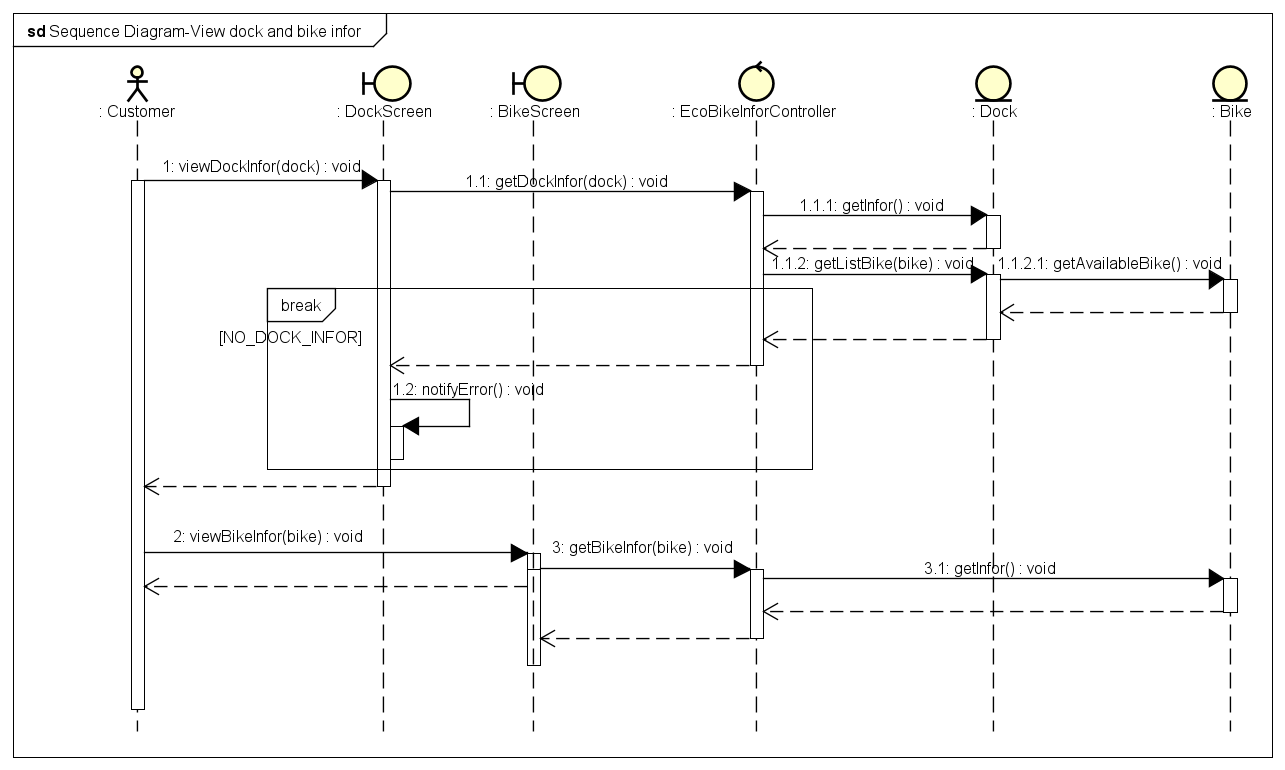 sd Sequence Diagram-View dock and bike infor
: Customer
: DockScreen
: BikeScreen
: EcoBikeInforController
: Dock
: Bike
1: viewDockInfor(dock) : void
1.1: getDockInfor(dock) : void
1.1.1: getInfor() : void
1.1.2: getListBike(bike) : void
1.1.2.1: getAvailableBike() : void
break
[NO_DOCK_INFOR]
1.2: notifyError() : void
2: viewBikeInfor(bike) : void
3: getBikeInfor(bike) : void
3.1: getInfor() : void